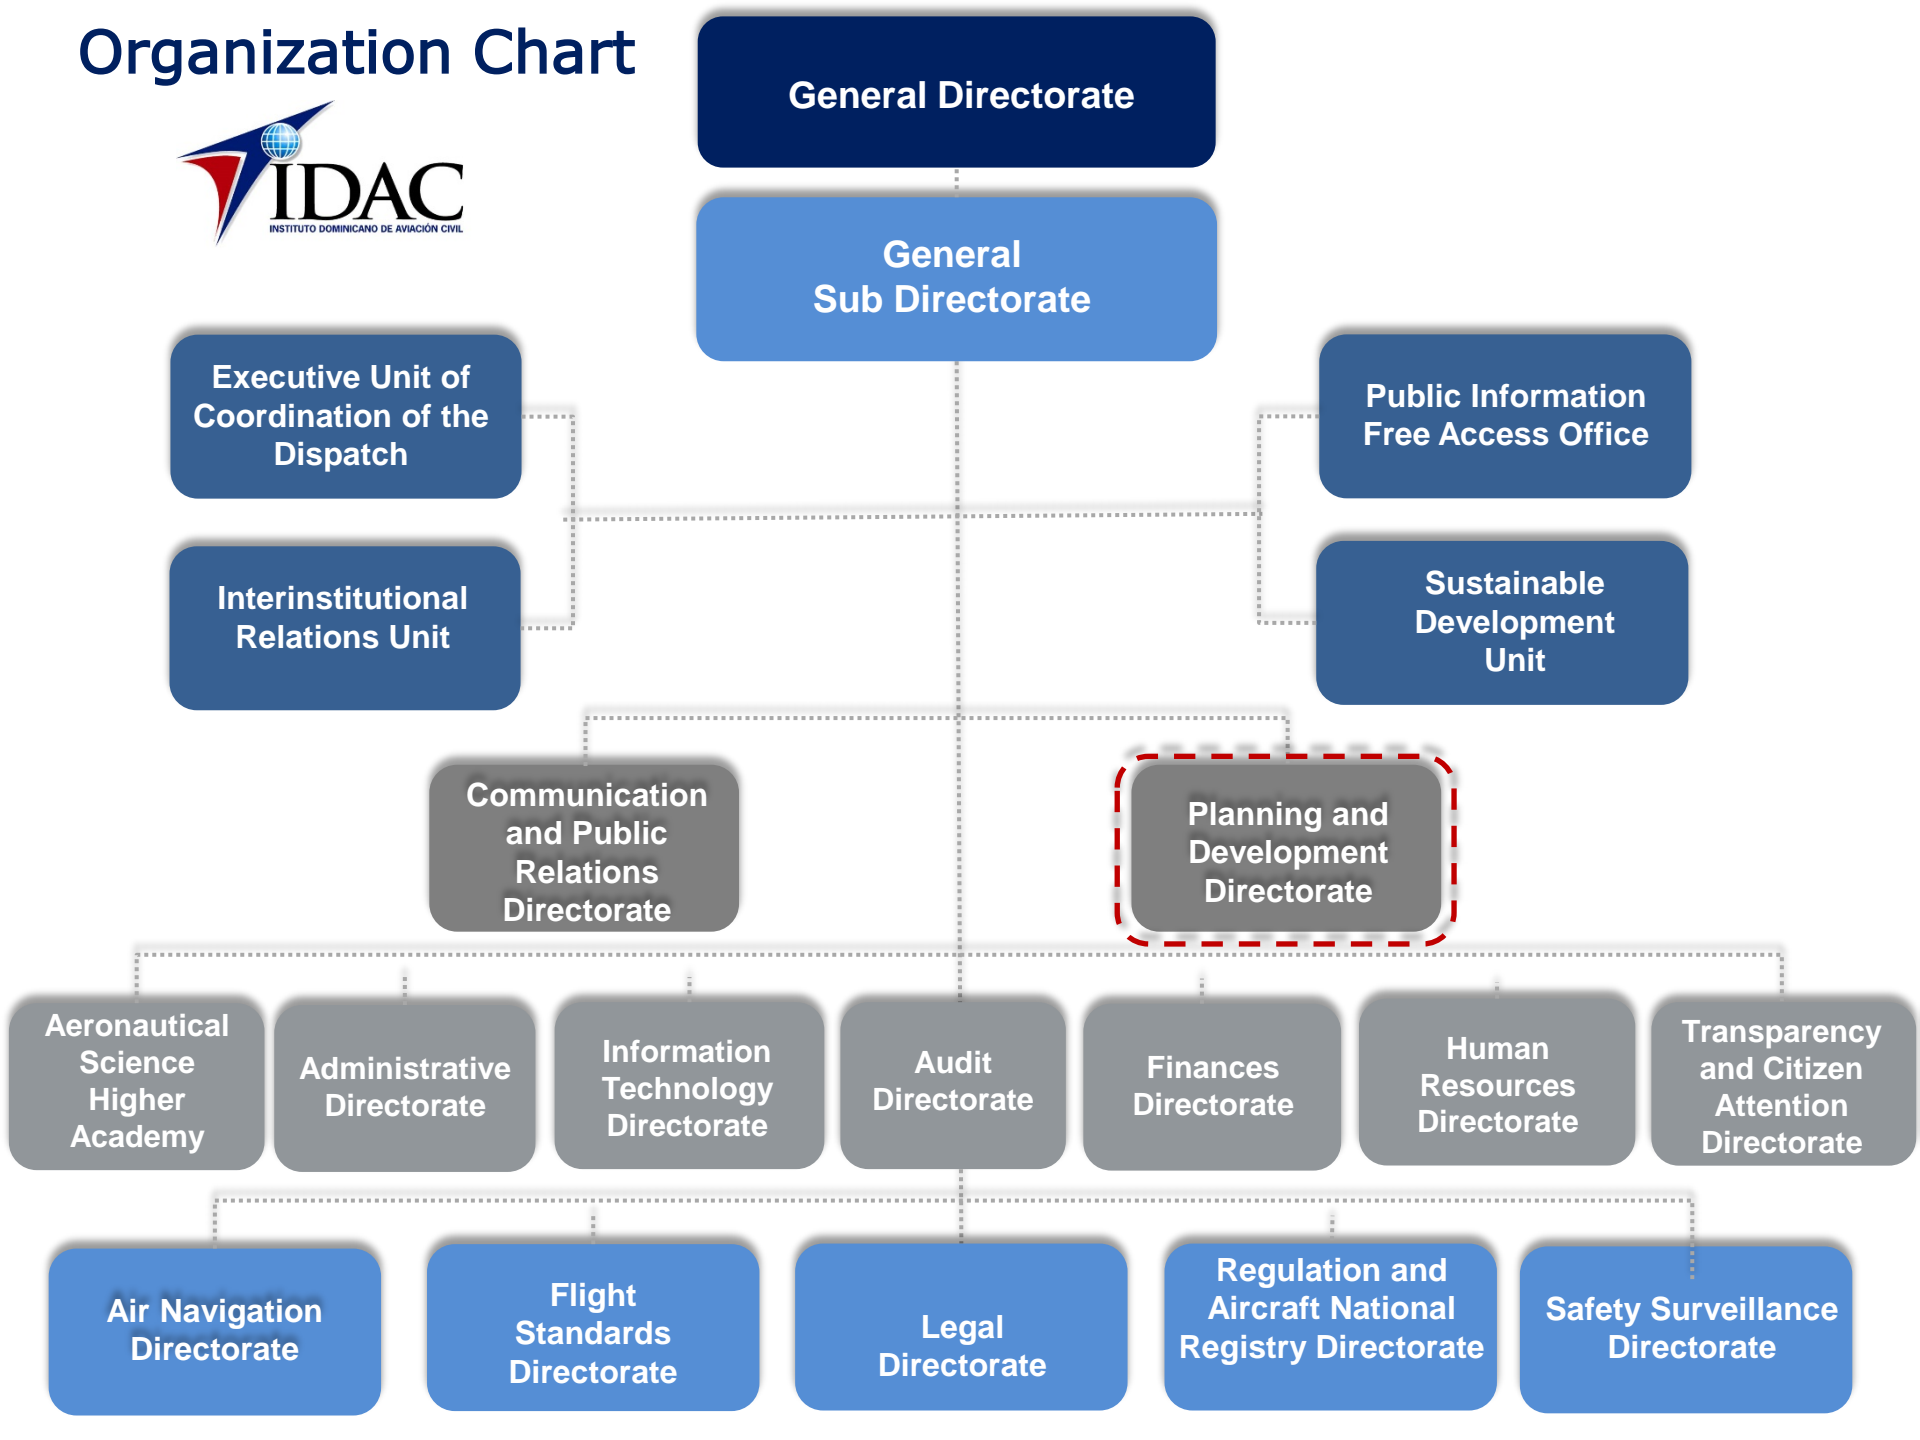 Organization Chart
IDAC
INSTITUTO DOMINICANO DE AVIACIÓN CIVIL
General Directorate
General
Sub Directorate
Executive Unit of
Coordination of the
Dispatch
Public Information
Free Access Office
Interinstitutional
Relations Unit
Sustainable
Development
Unit
Communication
and Public
Relations
Directorate
Planning and
Development
Directorate
Aeronautical
Science
Higher
Academy
Administrative
Directorate
Information
Technology
Directorate
Audit
Directorate
Finances
Directorate
Human
Resources
Directorate
Transparency
and Citizen
Attention
Directorate
Air Navigation
Directorate
Flight
Standards
Directorate
Legal
Directorate
Regulation and
Aircraft National
Registry Directorate
Safety Surveillance
Directorate